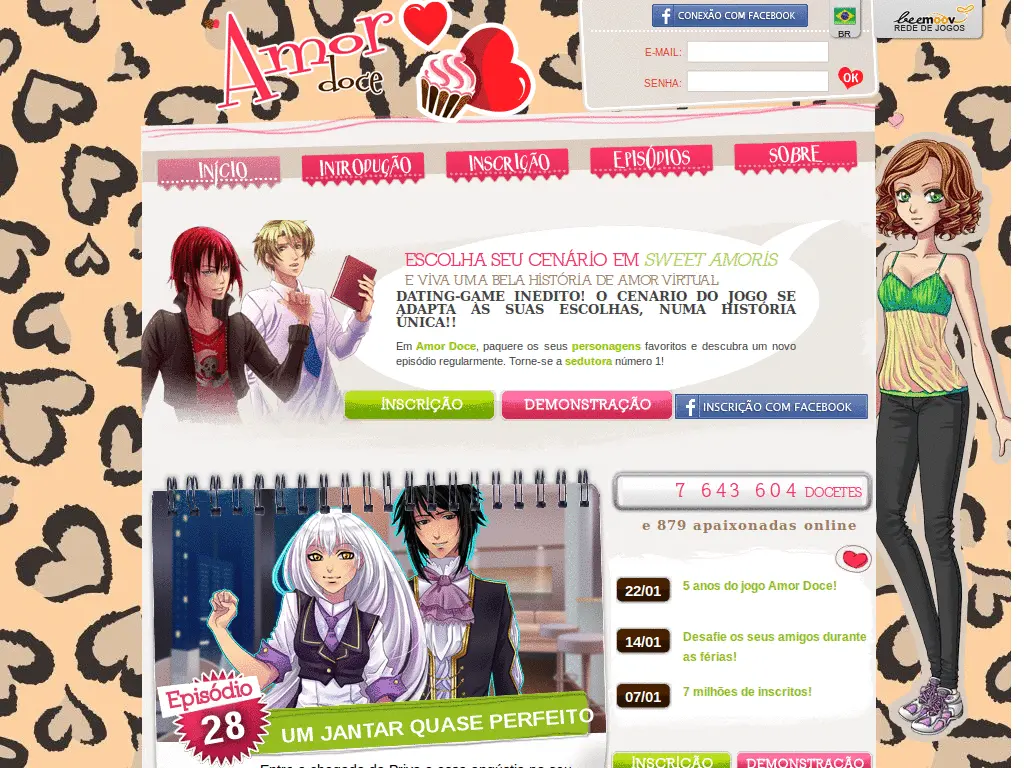 Amor
doce
CONEXÃO COM FACEBOOK
BR
beemoov
REDE DE JOGOS
E-MAIL:
SENHA:
OK
INÍCIO
INTRODUÇÃO
INSCRIÇÃO
EPISÓDIOS
SOBRE
ESCOLHA SEU CENÁRIO EM SWEET AMORIS
E VIVA UMA BELA HISTÓRIA DE AMOR VIRTUAL
DATING-GAME INEDITO! O CENARIO DO JOGO SE
ADAPTA ÀS SUAS ESCOLHAS, NUMA HISTÓRIA
ÚNICA!!
Em Amor Doce, paquere os seus personagens favoritos e descubra um novo
episódio regularmente. Torne-se a sedutora número 1!
INSCRIÇÃO
DEMONSTRAÇÃO
INSCRIÇÃO COM FACEBOOK
7 643 604 DOCETES
e 879 apaixonadas online
22/01 5 anos do jogo Amor Doce!
14/01 Desafie os seus amigos durante
as férias!
07/01 7 milhões de inscritos!
Episódio
28
UM JANTAR QUASE PERFEITO
INSCRIÇÃO
DEMONSTRAÇÃO